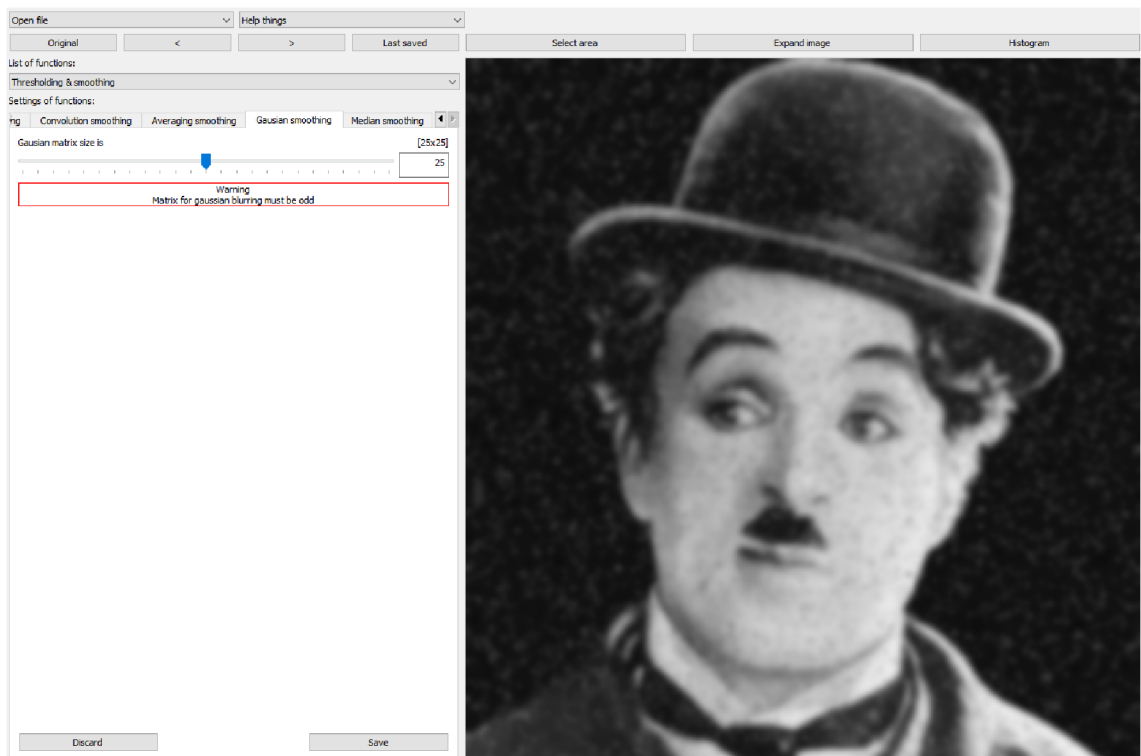 Open file
Help things
Original
<
>
Last saved
Select area
Expand image
Histogram
List of functions:
Thresholding & smoothing
Settings of functions:
ng
Convolution smoothing
Averaging smoothing
Gausian smoothing
Median smoothing
Gausian matrix size is
[25x25]
25
Warning
Matrix for gaussian blurring must be odd
Discard
Save